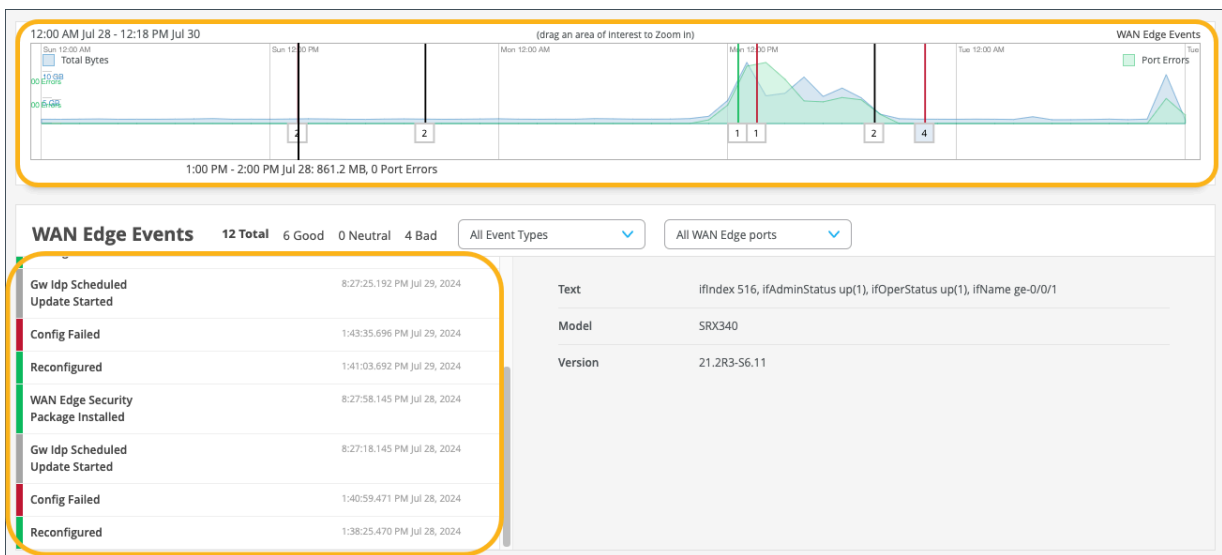 12:00 AM Jul 28 - 12:18 PM Jul 30 (drag an area of interest to Zoom in) WAN Edge Events
Sun 12:00 AM Sun 12:00 PM Mon 12:00 AM Mon 12:00 PM Tue 12:00 AM Tue
Total Bytes Port Errors
10 GB
5 GB
2 2 1 1 2 4
1:00 PM - 2:00 PM Jul 28: 861.2 MB, 0 Port Errors
WAN Edge Events 12 Total 6 Good 0 Neutral 4 Bad All Event Types All WAN Edge ports
Gw Idp Scheduled 8:27:25.192 PM Jul 29, 2024
Update Started
Config Failed 1:43:35.696 PM Jul 29, 2024
Reconfigured 1:41:03.692 PM Jul 29, 2024
WAN Edge Security 8:27:58.145 PM Jul 28, 2024
Package Installed
Gw Idp Scheduled 8:27:18.145 PM Jul 28, 2024
Update Started
Config Failed 1:40:59.471 PM Jul 28, 2024
Reconfigured 1:38:25.470 PM Jul 28, 2024
Text ifIndex 516, ifAdminStatus up(1), ifOperStatus up(1), ifName ge-0/0/1
Model SRX340
Version 21.2R3-S6.11